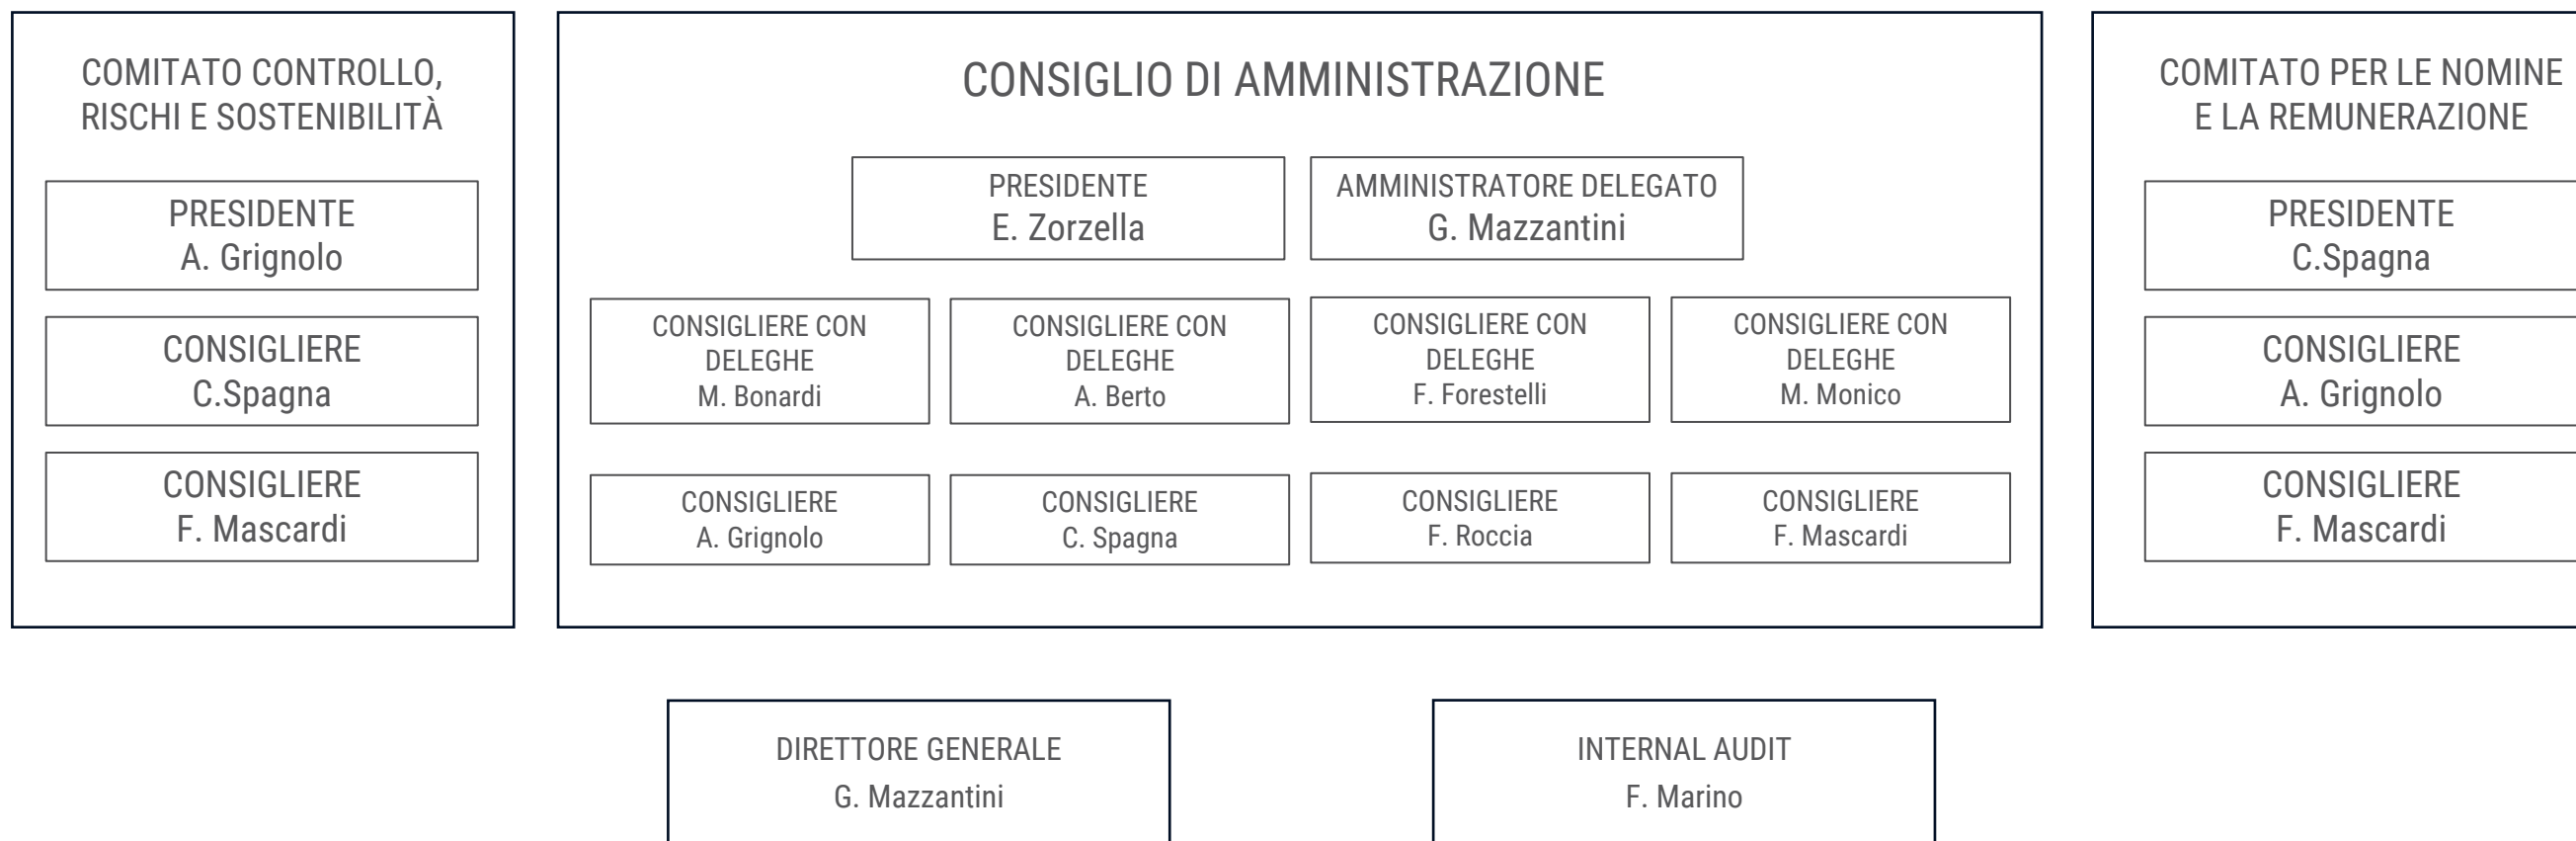 COMITATO CONTROLLO,
RISCHI E SOSTENIBILITÀ
PRESIDENTE
A. Grignolo
CONSIGLIERE
C.Spagna
CONSIGLIERE
F. Mascardi
CONSIGLIO DI AMMINISTRAZIONE
PRESIDENTE
E. Zorzella
AMMINISTRATORE DELEGATO
G. Mazzantini
CONSIGLIERE CON
DELEGHE
M. Bonardi
CONSIGLIERE CON
DELEGHE
A. Berto
CONSIGLIERE CON
DELEGHE
F. Forestelli
CONSIGLIERE CON
DELEGHE
M. Monico
CONSIGLIERE
A. Grignolo
CONSIGLIERE
C. Spagna
CONSIGLIERE
F. Roccia
CONSIGLIERE
F. Mascardi
COMITATO PER LE NOMINE
E LA REMUNERAZIONE
PRESIDENTE
C.Spagna
CONSIGLIERE
A. Grignolo
CONSIGLIERE
F. Mascardi
DIRETTORE GENERALE
G. Mazzantini
INTERNAL AUDIT
F. Marino